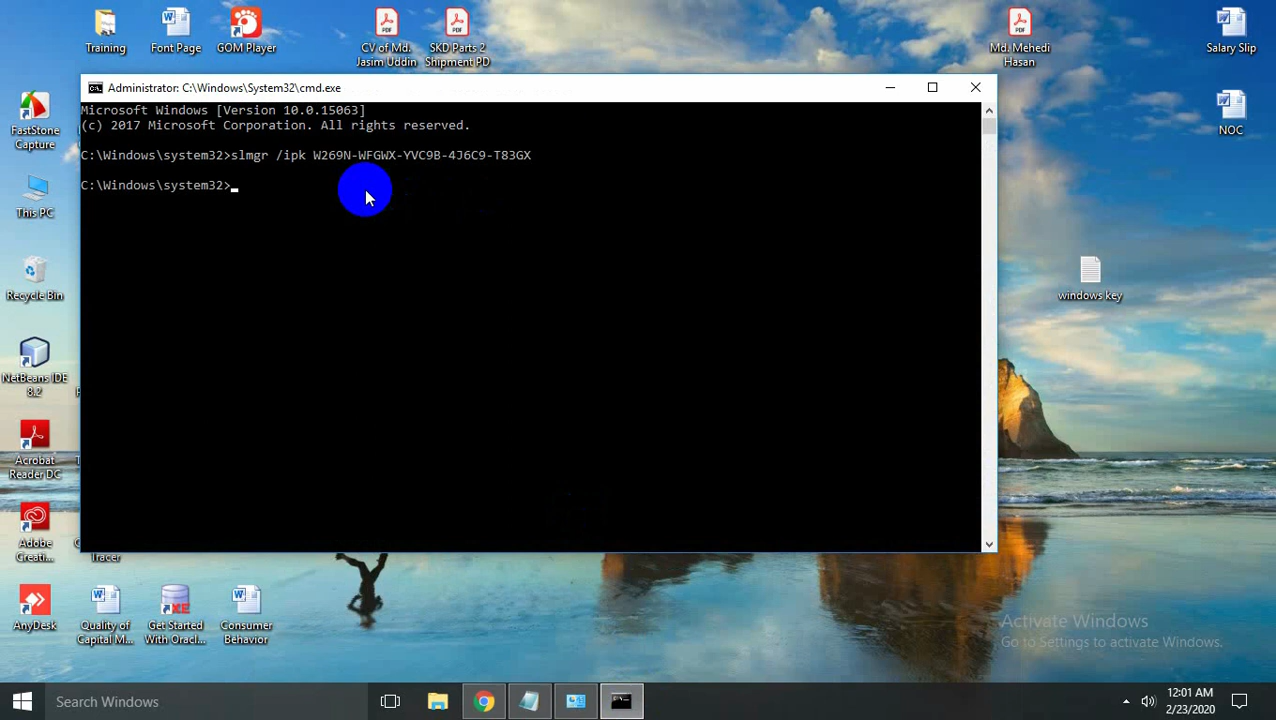 Training
Font Page
GOM Player
CV of Md.
Jasim Uddin
SKD Parts 2
Shipment PD
Md. Mehedi
Hasan
Salary Slip
Administrator: C:\Windows\System32\cmd.exe
Microsoft Windows [Version 10.0.15063]
(c) 2017 Microsoft Corporation. All rights reserved.
C:\Windows\system32>slmgr /ipk W269N-WFGWX-YVC9B-4J6C9-T83GX
C:\Windows\system32>
FastStone
Capture
NOC
This PC
Recycle Bin
windows key
NetBeans IDE
8.2
Acrobat
Reader DC
Adobe
Creati...
Tracer
AnyDesk
Quality of
Capital M...
Get Started
With Oracl...
Consumer
Behavior
Activate Windows
Go to Settings to activate Windows.
Search Windows
12:01 AM
2/23/2020